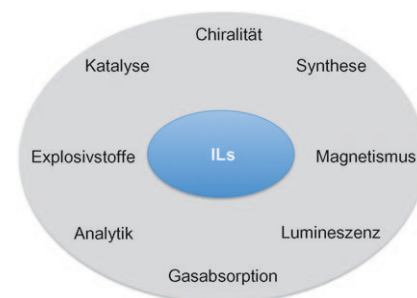 Chiralität
Katalyse
Synthese
Explosivstoffe
ILs
Magnetismus
Analytik
Lumineszenz
Gasabsorption